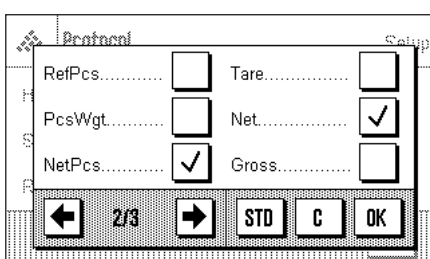 Protocol Setup
RefPcs............ Tare..............
PcsWgt............ Net...............
NetPcs............ Gross.............
2/3 STD C OK